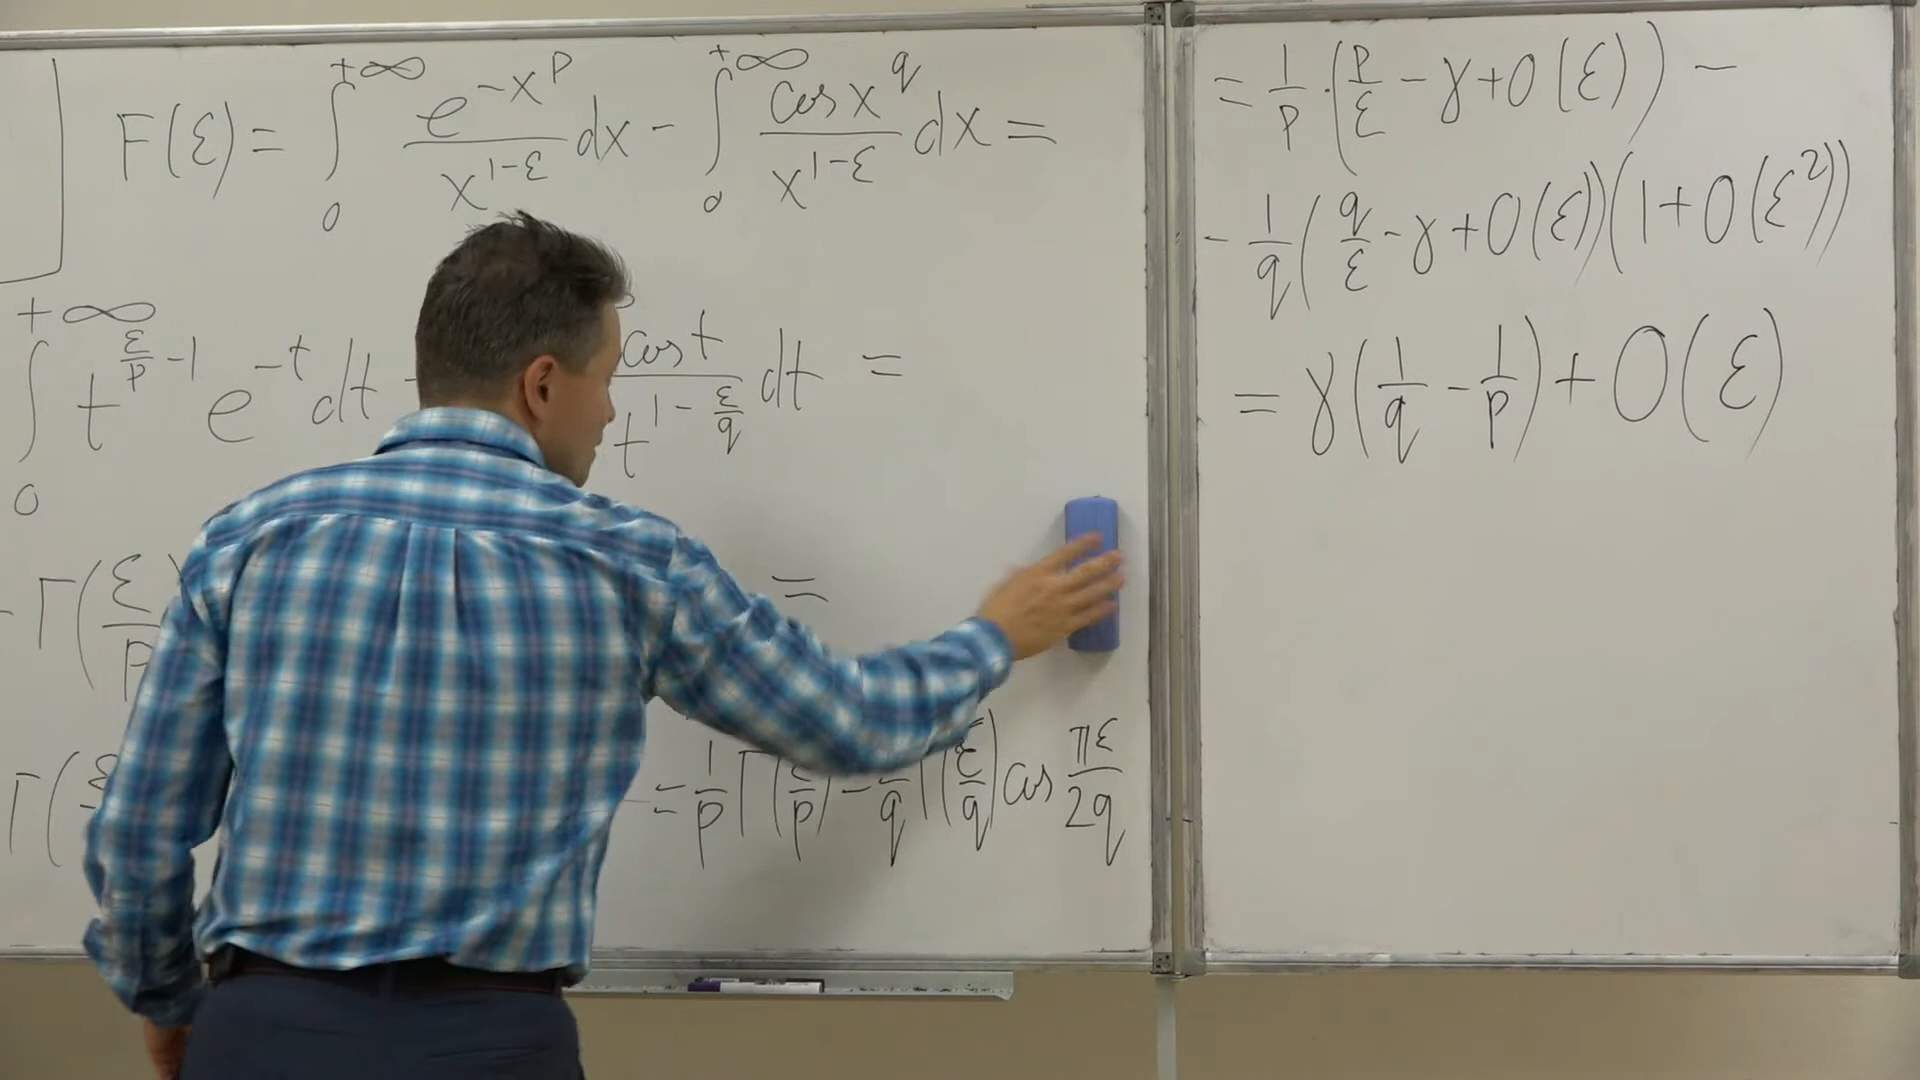 F(ε) = ∫₀^{+∞} e^{-x^p} / x^{1-ε} dx - ∫₀^{+∞} cos x^q / x^{1-ε} dx =
∫₀^{+∞} t^{ε/p - 1} e^{-t} dt - cos t / t^{1 - ε/q} dt =
- Γ(ε/p) =
Γ(ε = 1/p Γ(ε/p) - 1/q Γ(ε/q) cos πε/2q
= 1/p · (p/ε - γ + O(ε)) -
- 1/q (q/ε - γ + O(ε))(1 + O(ε²))
= γ(1/q - 1/p) + O(ε)